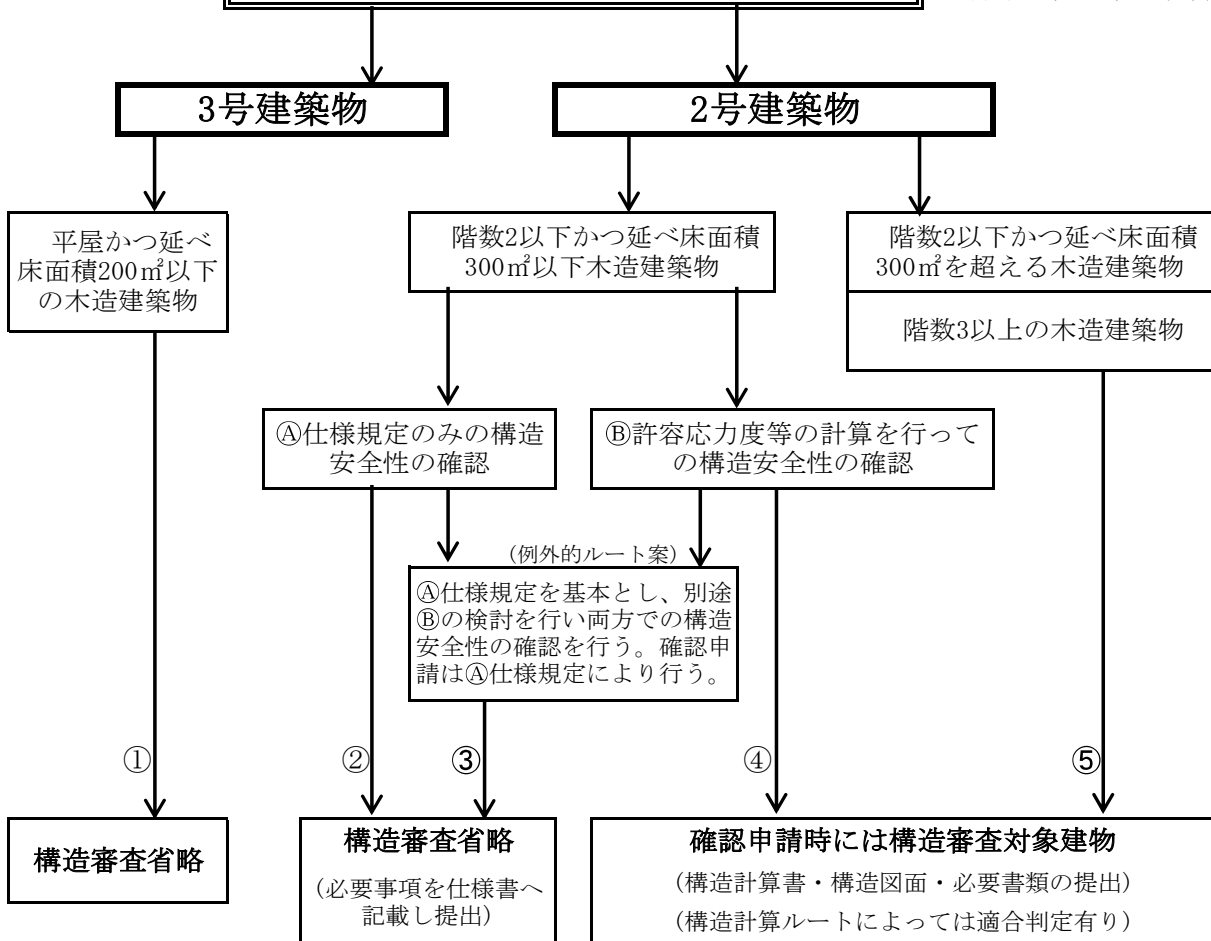 3号建築物
2号建築物
平屋かつ延べ
床面積200㎡以下
の木造建築物
階数2以下かつ延べ床面積
300㎡以下木造建築物
階数2以下かつ延べ床面積
300㎡を超える木造建築物
階数3以上の木造建築物
Ⓐ仕様規定のみの構造
安全性の確認
Ⓑ許容応力度等の計算を行って
の構造安全性の確認
(例外的ルート案)
Ⓐ仕様規定を基本とし、別途
Ⓑの検討を行い両方での構造
安全性の確認を行う。確認申
請はⒶ仕様規定により行う。
①
②
③
④
⑤
構造審査省略
構造審査省略
(必要事項を仕様書へ
記載し提出)
確認申請時には構造審査対象建物
(構造計算書・構造図面・必要書類の提出)
(構造計算ルートによっては適合判定有り)